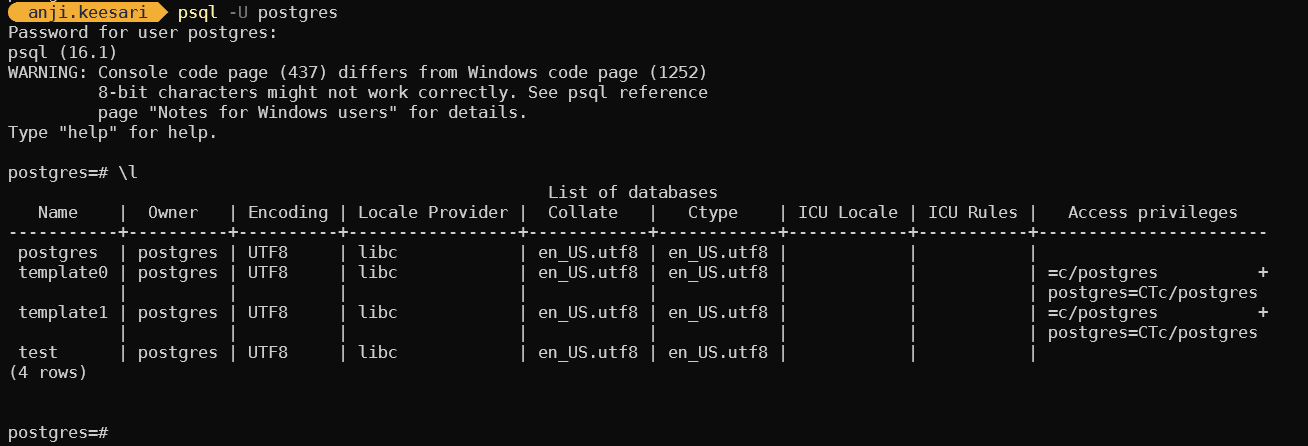 anji.keesari psql -U postgres
Password for user postgres:
psql (16.1)
WARNING: Console code page (437) differs from Windows code page (1252)
         8-bit characters might not work correctly. See psql reference
         page "Notes for Windows users" for details.
Type "help" for help.

postgres=# \l
                                                      List of databases
   Name    |  Owner   | Encoding | Locale Provider |  Collate   |   Ctype    | ICU Locale | ICU Rules |   Access privileges
-----------+----------+----------+-----------------+------------+------------+------------+-----------+-----------------------
 postgres  | postgres | UTF8     | libc            | en_US.utf8 | en_US.utf8 |            |           |
 template0 | postgres | UTF8     | libc            | en_US.utf8 | en_US.utf8 |            |           | =c/postgres          +
           |          |          |                 |            |            |            |           | postgres=CTc/postgres
 template1 | postgres | UTF8     | libc            | en_US.utf8 | en_US.utf8 |            |           | =c/postgres          +
           |          |          |                 |            |            |            |           | postgres=CTc/postgres
 test      | postgres | UTF8     | libc            | en_US.utf8 | en_US.utf8 |            |           |
(4 rows)


postgres=#